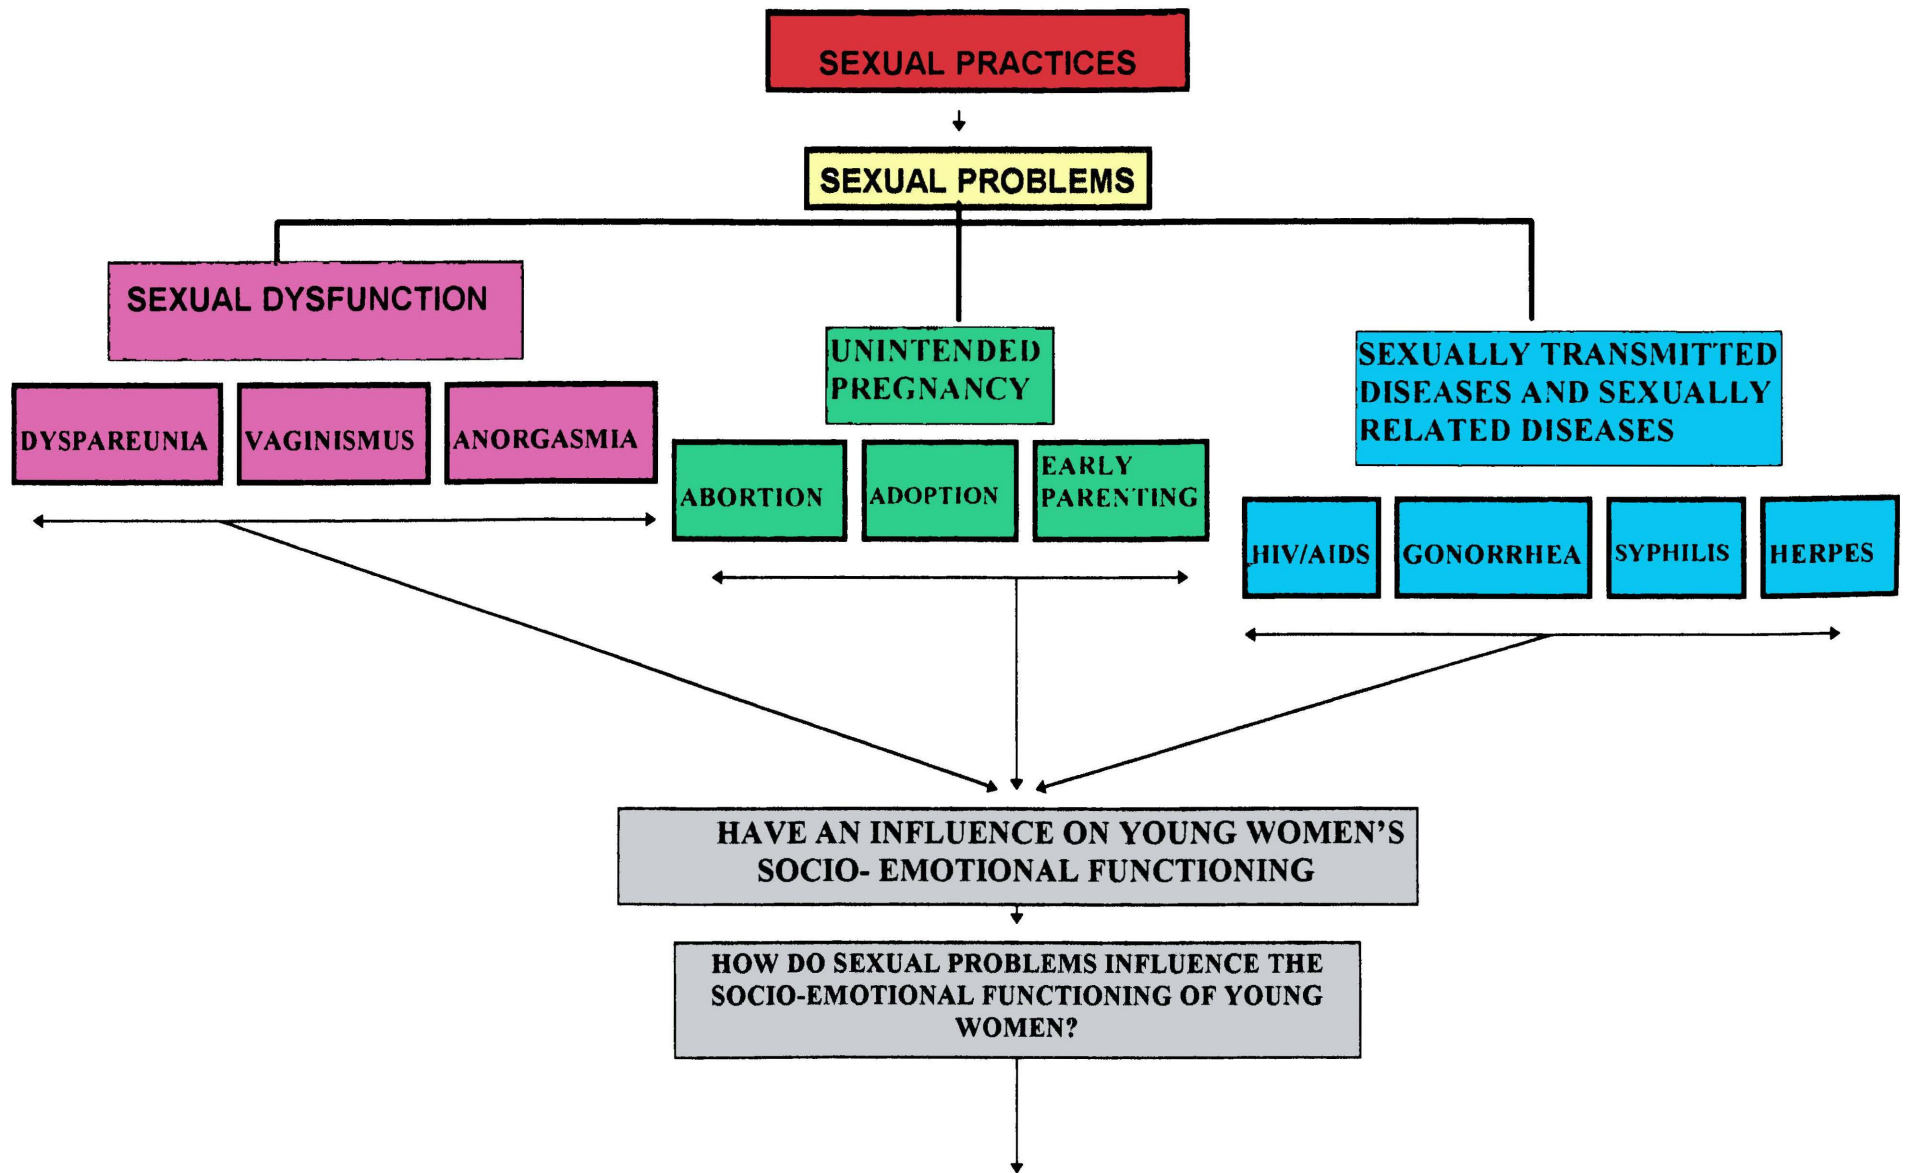 SEXUAL PRACTICES
SEXUAL PROBLEMS
SEXUAL DYSFUNCTION
UNINTENDED
PREGNANCY
SEXUALLY TRANSMITTED
DISEASES AND SEXUALLY
RELATED DISEASES
DYSPAREUNIA
VAGINISMUS
ANORGASMIA
ABORTION
ADOPTION
EARLY
PARENTING
HIV/AIDS
GONORRHEA
SYPHILIS
HERPES
HAVE AN INFLUENCE ON YOUNG WOMEN'S
SOCIO- EMOTIONAL FUNCTIONING
HOW DO SEXUAL PROBLEMS INFLUENCE THE
SOCIO-EMOTIONAL FUNCTIONING OF YOUNG
WOMEN?